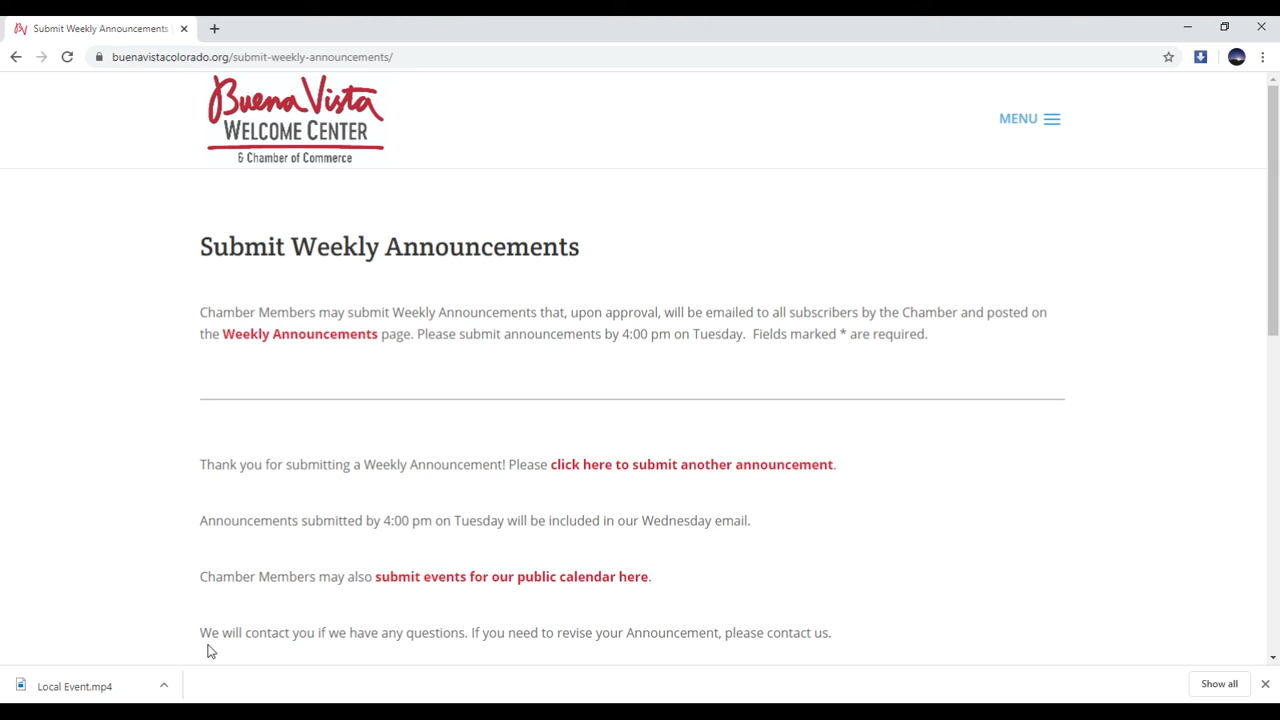 Submit Weekly Announcements
buenavistacolorado.org/submit-weekly-announcements/
Buena Vista
WELCOME CENTER
& Chamber of Commerce
MENU
Submit Weekly Announcements
Chamber Members may submit Weekly Announcements that, upon approval, will be emailed to all subscribers by the Chamber and posted on
the Weekly Announcements page. Please submit announcements by 4:00 pm on Tuesday. Fields marked * are required.
Thank you for submitting a Weekly Announcement! Please click here to submit another announcement.
Announcements submitted by 4:00 pm on Tuesday will be included in our Wednesday email.
Chamber Members may also submit events for our public calendar here.
We will contact you if we have any questions. If you need to revise your Announcement, please contact us.
Local Event.mp4
Show all